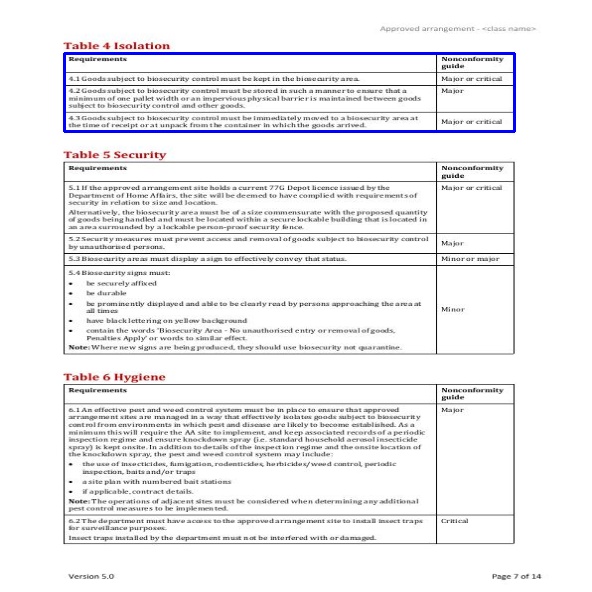 Approved arrangement - <class name>
Table 4 Isolation
Requirements
Nonconformity
guide
4.1 Goods subject to biosecurity control must be kept in the biosecurity area.
Major or critical
4.2 Goods subject to biosecurity control must be stored in such a manner to ensure that a
minimum of one pallet width or an impervious physical barrier is maintained between goods
subject to biosecurity control and other goods.
Major
4.3 Goods subject to biosecurity control must be immediately moved to a biosecurity area at
the time of receipt or at unpack from the container in which the goods arrived.
Major or critical
Table 5 Security
Requirements
Nonconformity
guide
5.1 If the approved arrangement site holds a current 77G Depot licence issued by the
Department of Home Affairs, the site will be deemed to have complied with requirements of
security in relation to size and location.
Alternatively, the biosecurity area must be of a size commensurate with the proposed quantity
of goods being handled and must be located within a secure lockable building that is located in
an area surrounded by a lockable person-proof security fence.
Major or critical
5.2 Security measures must prevent access and removal of goods subject to biosecurity control
by unauthorised persons.
Major
5.3 Biosecurity areas must display a sign to effectively convey that status.
Minor or major
5.4 Biosecurity signs must:
• be securely affixed
• be durable
• be prominently displayed and able to be clearly read by persons approaching the area at
all times
• have black lettering on yellow background
• contain the words 'Biosecurity Area - No unauthorised entry or removal of goods,
Penalties Apply' or words to similar effect.
Note: Where new signs are being produced, they should use biosecurity not quarantine.
Minor
Table 6 Hygiene
Requirements
Nonconformity
guide
6.1 An effective pest and weed control system must be in place to ensure that approved
arrangement sites are managed in a way that effectively isolates goods subject to biosecurity
control from environments in which pest and disease are likely to become established. As a
minimum this will require the AA site to implement, and keep associated records of a periodic
inspection regime and ensure knockdown spray (i.e. standard household aerosol insecticide
spray) is kept onsite. In addition to details of the inspection regime and the onsite location of
the knockdown spray, the pest and weed control system may include:
• the use of insecticides, fumigation, rodenticides, herbicides/weed control, periodic
inspection, baits and/or traps
• a site plan with numbered bait stations
• if applicable, contract details.
Note: The operations of adjacent sites must be considered when determining any additional
pest control measures to be implemented.
Major
6.2 The department must have access to the approved arrangement site to install insect traps
for surveillance purposes.
Insect traps installed by the department must not be interfered with or damaged.
Critical
Version 5.0
Page 7 of 14